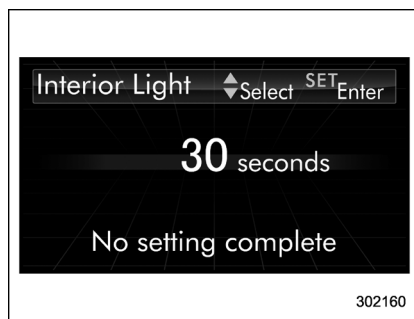 Interior Light Select SET Enter
30 seconds
No setting complete
302160